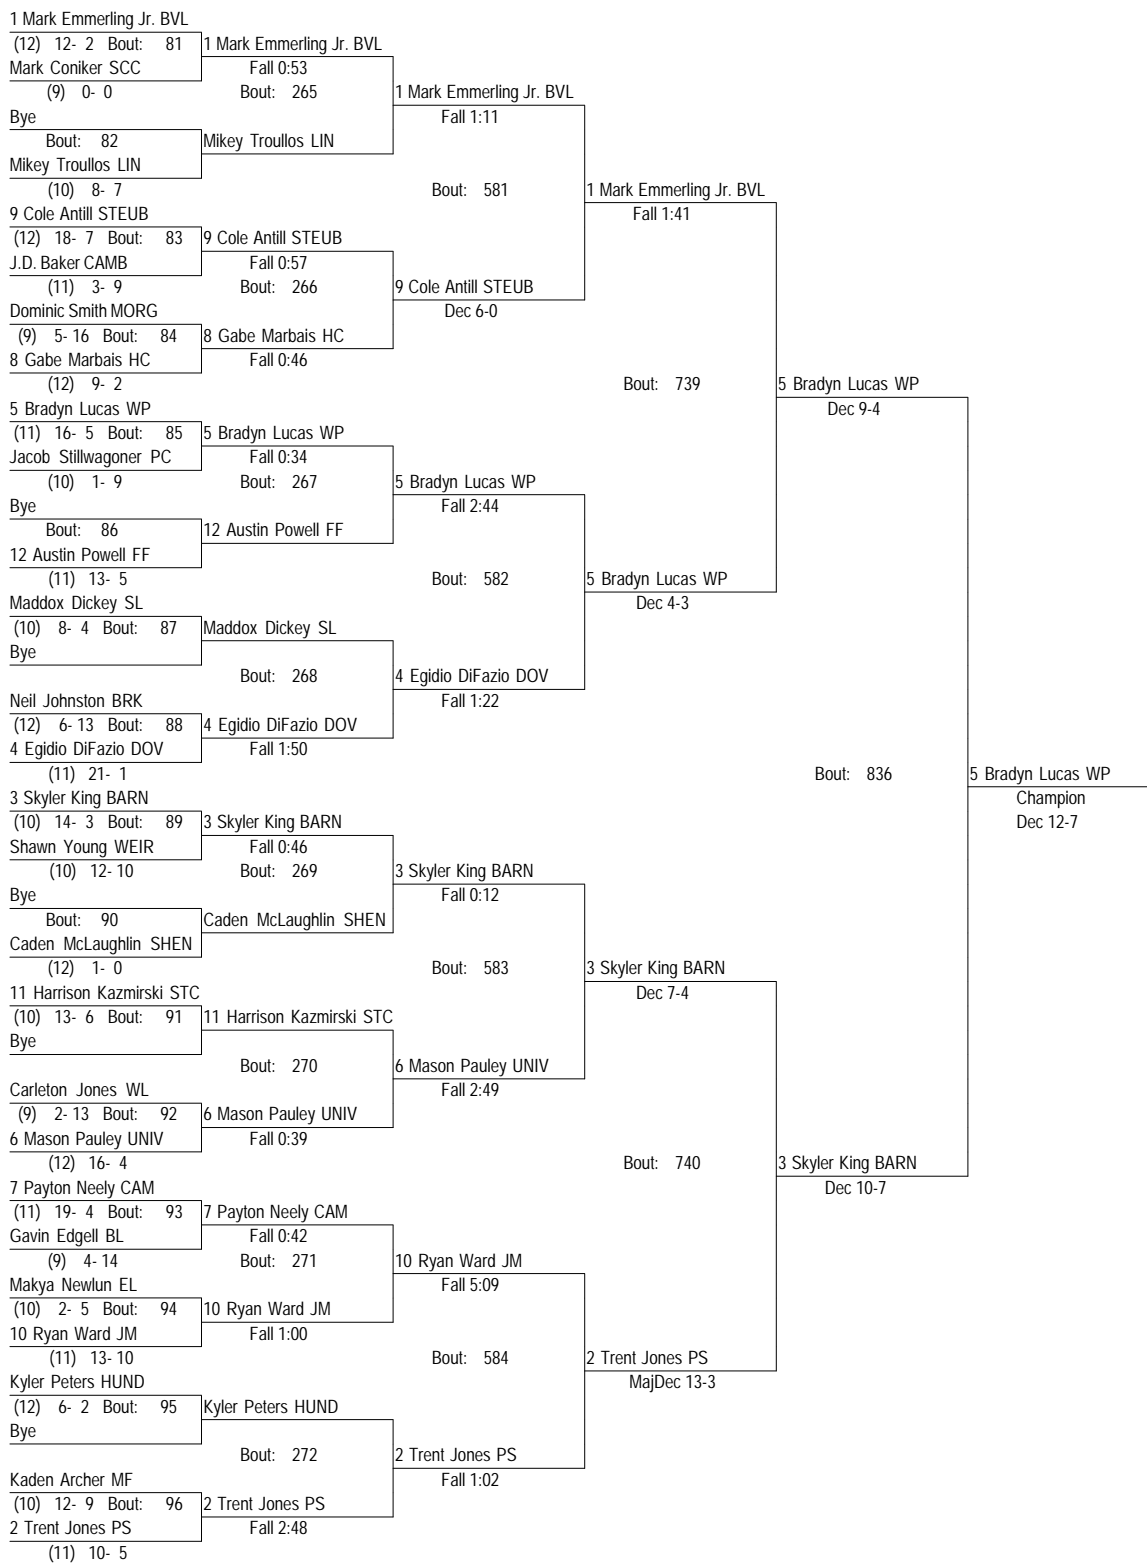 1 Mark Emmerling Jr. BVL
(12) 12- 2 Bout: 81
1 Mark Emmerling Jr. BVL
Mark Coniker SCC
Fall 0:53
(9) 0- 0
Bout: 265
1 Mark Emmerling Jr. BVL
Bye
Fall 1:11
Bout: 82
Mikey Troullos LIN
Mikey Troullos LIN
(10) 8- 7
Bout: 581
1 Mark Emmerling Jr. BVL
9 Cole Antill STEUB
Fall 1:41
(12) 18- 7 Bout: 83
9 Cole Antill STEUB
J.D. Baker CAMB
Fall 0:57
(11) 3- 9
Bout: 266
9 Cole Antill STEUB
Dominic Smith MORG
Dec 6-0
(9) 5- 16 Bout: 84
8 Gabe Marbais HC
8 Gabe Marbais HC
Fall 0:46
(12) 9- 2
Bout: 739
5 Bradyn Lucas WP
5 Bradyn Lucas WP
Dec 9-4
(11) 16- 5 Bout: 85
5 Bradyn Lucas WP
Jacob Stillwagoner PC
Fall 0:34
(10) 1- 9
Bout: 267
5 Bradyn Lucas WP
Bye
Fall 2:44
Bout: 86
12 Austin Powell FF
12 Austin Powell FF
(11) 13- 5
Bout: 582
5 Bradyn Lucas WP
Maddox Dickey SL
Dec 4-3
(10) 8- 4 Bout: 87
Maddox Dickey SL
Bye
Bout: 268
4 Egidio DiFazio DOV
Neil Johnston BRK
Fall 1:22
(12) 6- 13 Bout: 88
4 Egidio DiFazio DOV
4 Egidio DiFazio DOV
Fall 1:50
(11) 21- 1
Bout: 836
5 Bradyn Lucas WP
3 Skyler King BARN
Champion
(10) 14- 3 Bout: 89
3 Skyler King BARN
Dec 12-7
Shawn Young WEIR
Fall 0:46
(10) 12- 10
Bout: 269
3 Skyler King BARN
Bye
Fall 0:12
Bout: 90
Caden McLaughlin SHEN
Caden McLaughlin SHEN
(12) 1- 0
Bout: 583
3 Skyler King BARN
11 Harrison Kazmirski STC
Dec 7-4
(10) 13- 6 Bout: 91
11 Harrison Kazmirski STC
Bye
Bout: 270
6 Mason Pauley UNIV
Carleton Jones WL
Fall 2:49
(9) 2- 13 Bout: 92
6 Mason Pauley UNIV
6 Mason Pauley UNIV
Fall 0:39
(12) 16- 4
Bout: 740
3 Skyler King BARN
7 Payton Neely CAM
Dec 10-7
(11) 19- 4 Bout: 93
7 Payton Neely CAM
Gavin Edgell BL
Fall 0:42
(9) 4- 14
Bout: 271
10 Ryan Ward JM
Makya Newlun EL
Fall 5:09
(10) 2- 5 Bout: 94
10 Ryan Ward JM
10 Ryan Ward JM
Fall 1:00
(11) 13- 10
Bout: 584
2 Trent Jones PS
Kyler Peters HUND
MajDec 13-3
(12) 6- 2 Bout: 95
Kyler Peters HUND
Bye
Bout: 272
2 Trent Jones PS
Kaden Archer MF
Fall 1:02
(10) 12- 9 Bout: 96
2 Trent Jones PS
2 Trent Jones PS
Fall 2:48
(11) 10- 5